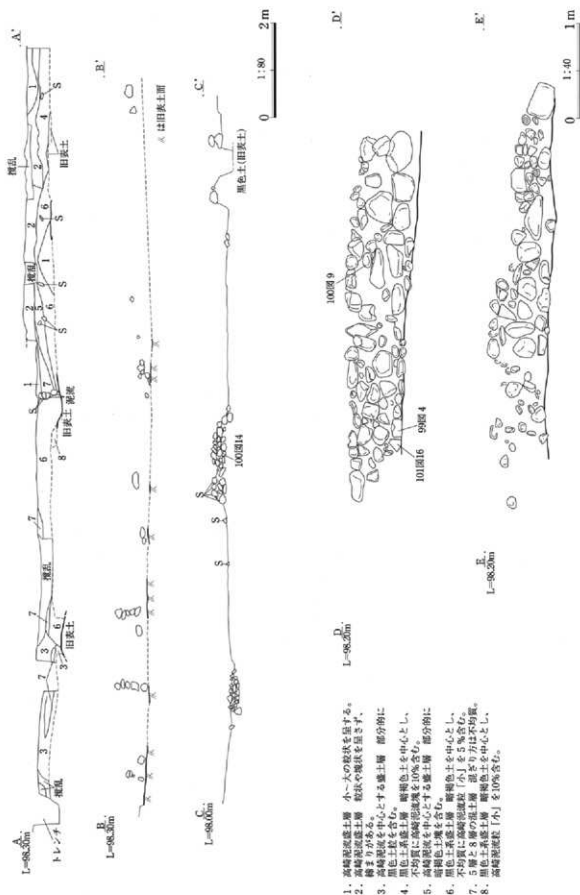 A
L=98.30m
A'
トレンチ
攪乱
3
7
3
6
旧表土
7
攪乱
7
6
8
旧表土
泥流
S
7
1
2
5
6
S
攪乱
1
S
2
6
2
4
旧表土
攪乱
1
S
B
L=98.30m
B'
は旧表土面
C
L=98.00m
C'
S
S
S
100図14
黒色土(旧表土)
0
1:80
2 m
D
L=98.20m
D'
101図16
99図4
100図9
E
L=98.20m
E'
0
1:40
1 m
1. 高崎泥流盛土層 小～大の粒状を呈する。
2. 高崎泥流盛土層 粒状や塊状を呈さず、
締まりがある。
3. 高崎泥流を中心とする盛土層 部分的に
黒色土粒を含む。
4. 黒色土系盛土層 暗褐色土を中心とし、
不均質に高崎泥流塊を10%含む。
5. 高崎泥流を中心とする盛土層 部分的に
暗褐色土塊を含む。
6. 黒色土系盛土層 暗褐色土を中心とし、
不均質に高崎泥流粒「小」を5%含む。
7. 5層と8層の混土層 混ざり方は不均質。
8. 黒色土系盛土層 暗褐色土を中心とし、
高崎泥流粒「小」を10%含む。